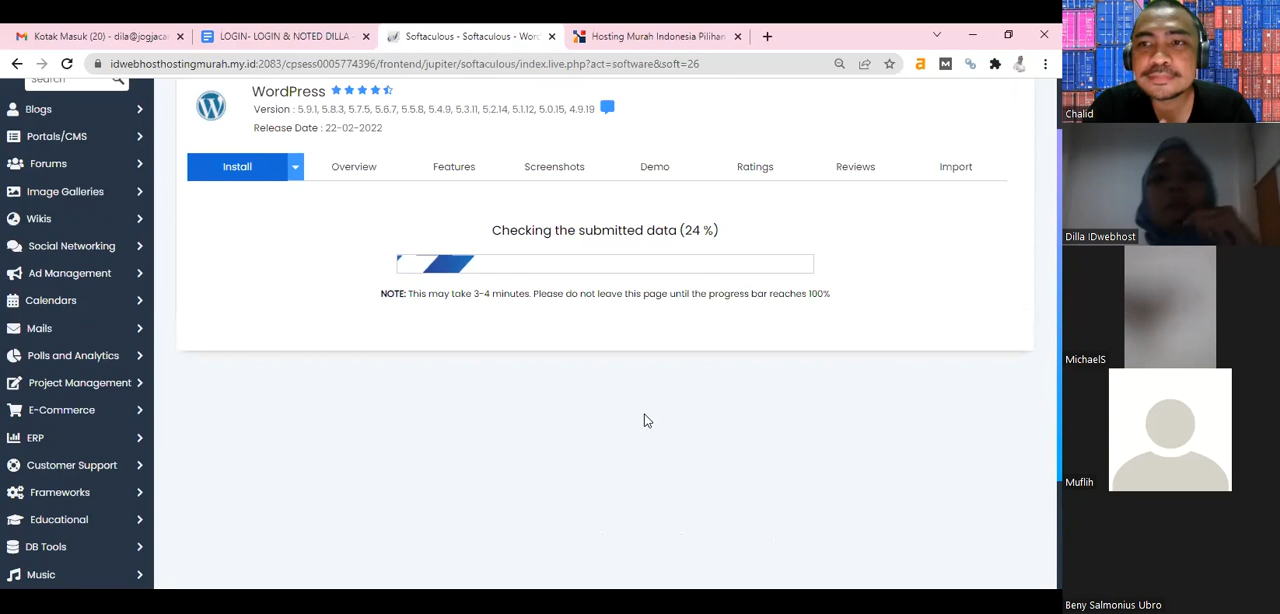 Kotak Masuk (20) - dila@jogjaca
LOGIN- LOGIN & NOTED DILLA -
Softaculous - Softaculous - Wor
Hosting Murah Indonesia Pilihan
idwebhosthostingmurah.my.id:2083/cpsess0005774396/frontend/jupiter/softaculous/index.live.php?act=software&soft=26
Search
Blogs
Portals/CMS
Forums
Image Galleries
Wikis
Social Networking
Ad Management
Calendars
Mails
Polls and Analytics
Project Management
E-Commerce
ERP
Customer Support
Frameworks
Educational
DB Tools
Music
WordPress
Version : 5.9.1, 5.8.3, 5.7.5, 5.6.7, 5.5.8, 5.4.9, 5.3.11, 5.2.14, 5.1.12, 5.0.15, 4.9.19
Release Date : 22-02-2022
Install Overview Features Screenshots Demo Ratings Reviews Import
Checking the submitted data (24 %)
NOTE: This may take 3-4 minutes. Please do not leave this page until the progress bar reaches 100%
Chalid
Dilla IDwebhost
MichaelS
Muflih
Beny Salmonius Ubro